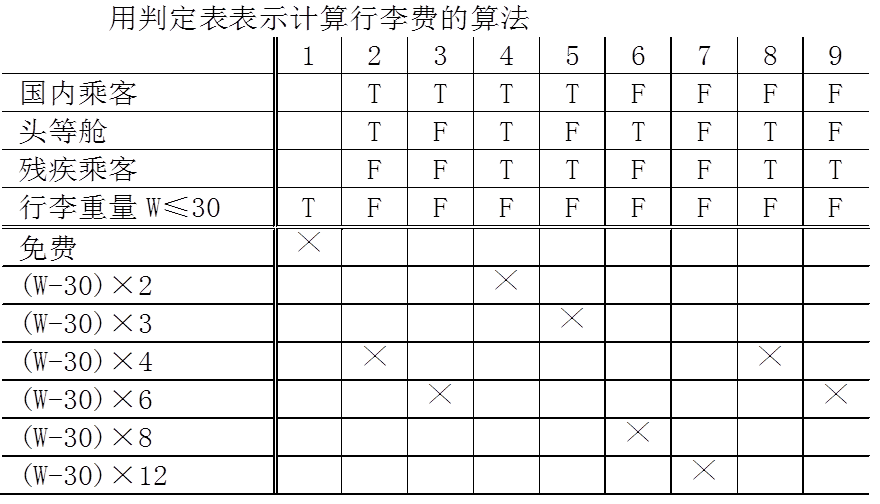 用判定表表示计算行李费的算法
1 2 3 4 5 6 7 8 9
国内乘客 T T T T F F F F
头等舱 T F T F T F T F
残疾乘客 F F T T F F T T
行李重量W≤30 T F F F F F F F F
免费 ×
(W-30)×2 ×
(W-30)×3 ×
(W-30)×4 × ×
(W-30)×6 × ×
(W-30)×8 ×
(W-30)×12 ×